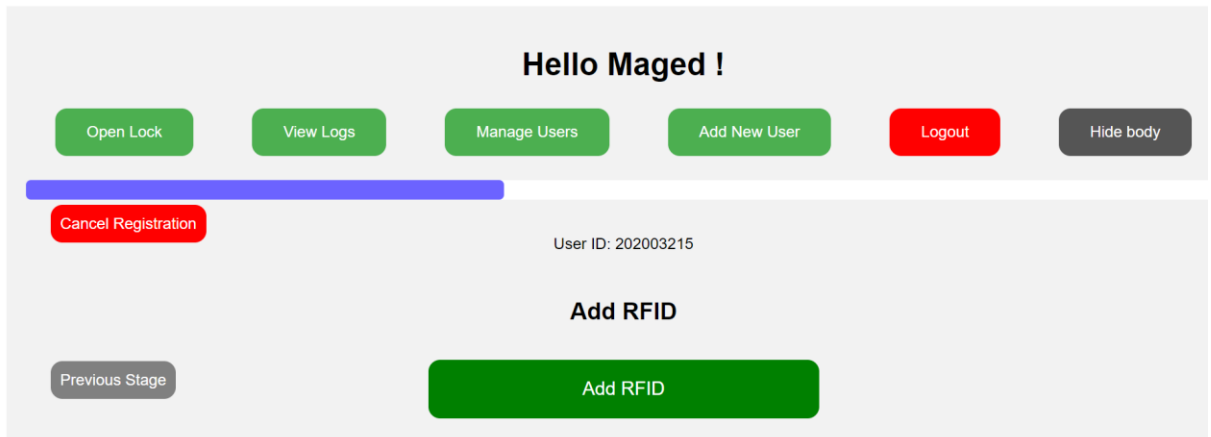 Hello Maged !
Open Lock View Logs Manage Users Add New User Logout Hide body
Cancel Registration
User ID: 202003215
Add RFID
Previous Stage Add RFID